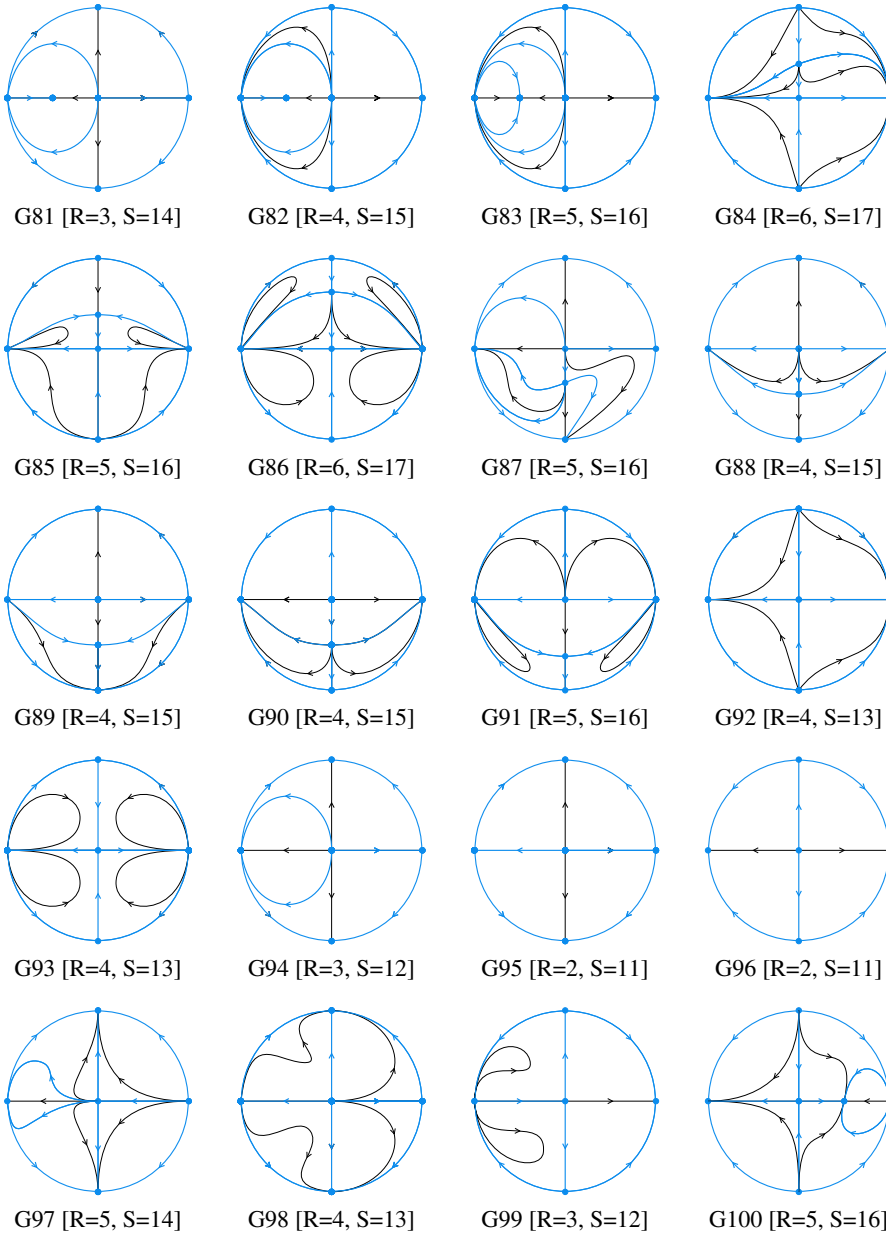 G81 [R=3, S=14] G82 [R=4, S=15] G83 [R=5, S=16] G84 [R=6, S=17]
G85 [R=5, S=16] G86 [R=6, S=17] G87 [R=5, S=16] G88 [R=4, S=15]
G89 [R=4, S=15] G90 [R=4, S=15] G91 [R=5, S=16] G92 [R=4, S=13]
G93 [R=4, S=13] G94 [R=3, S=12] G95 [R=2, S=11] G96 [R=2, S=11]
G97 [R=5, S=14] G98 [R=4, S=13] G99 [R=3, S=12] G100 [R=5, S=16]